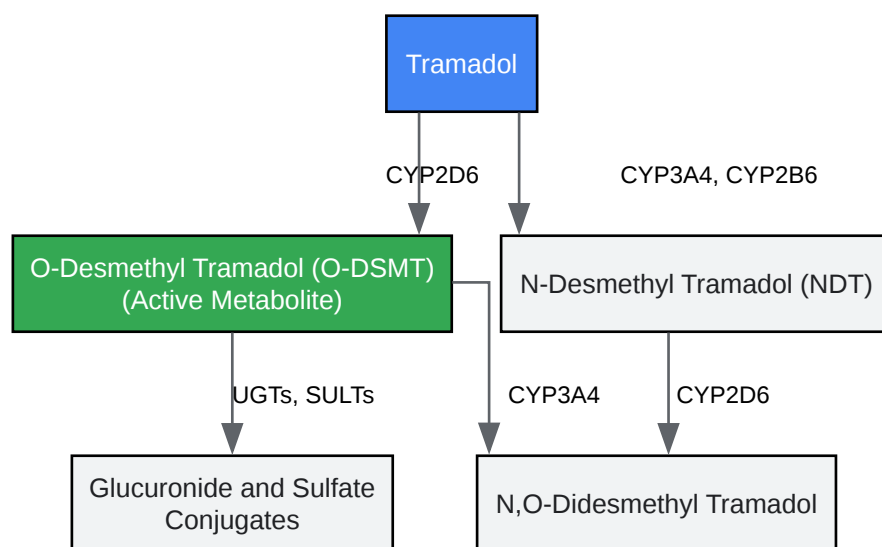 Tramadol
CYP2D6
CYP3A4, CYP2B6
O-Desmethyl Tramadol (O-DSMT)
(Active Metabolite)
N-Desmethyl Tramadol (NDT)
UGTs, SULTs
CYP3A4
CYP2D6
Glucuronide and Sulfate
Conjugates
N,O-Didesmethyl Tramadol